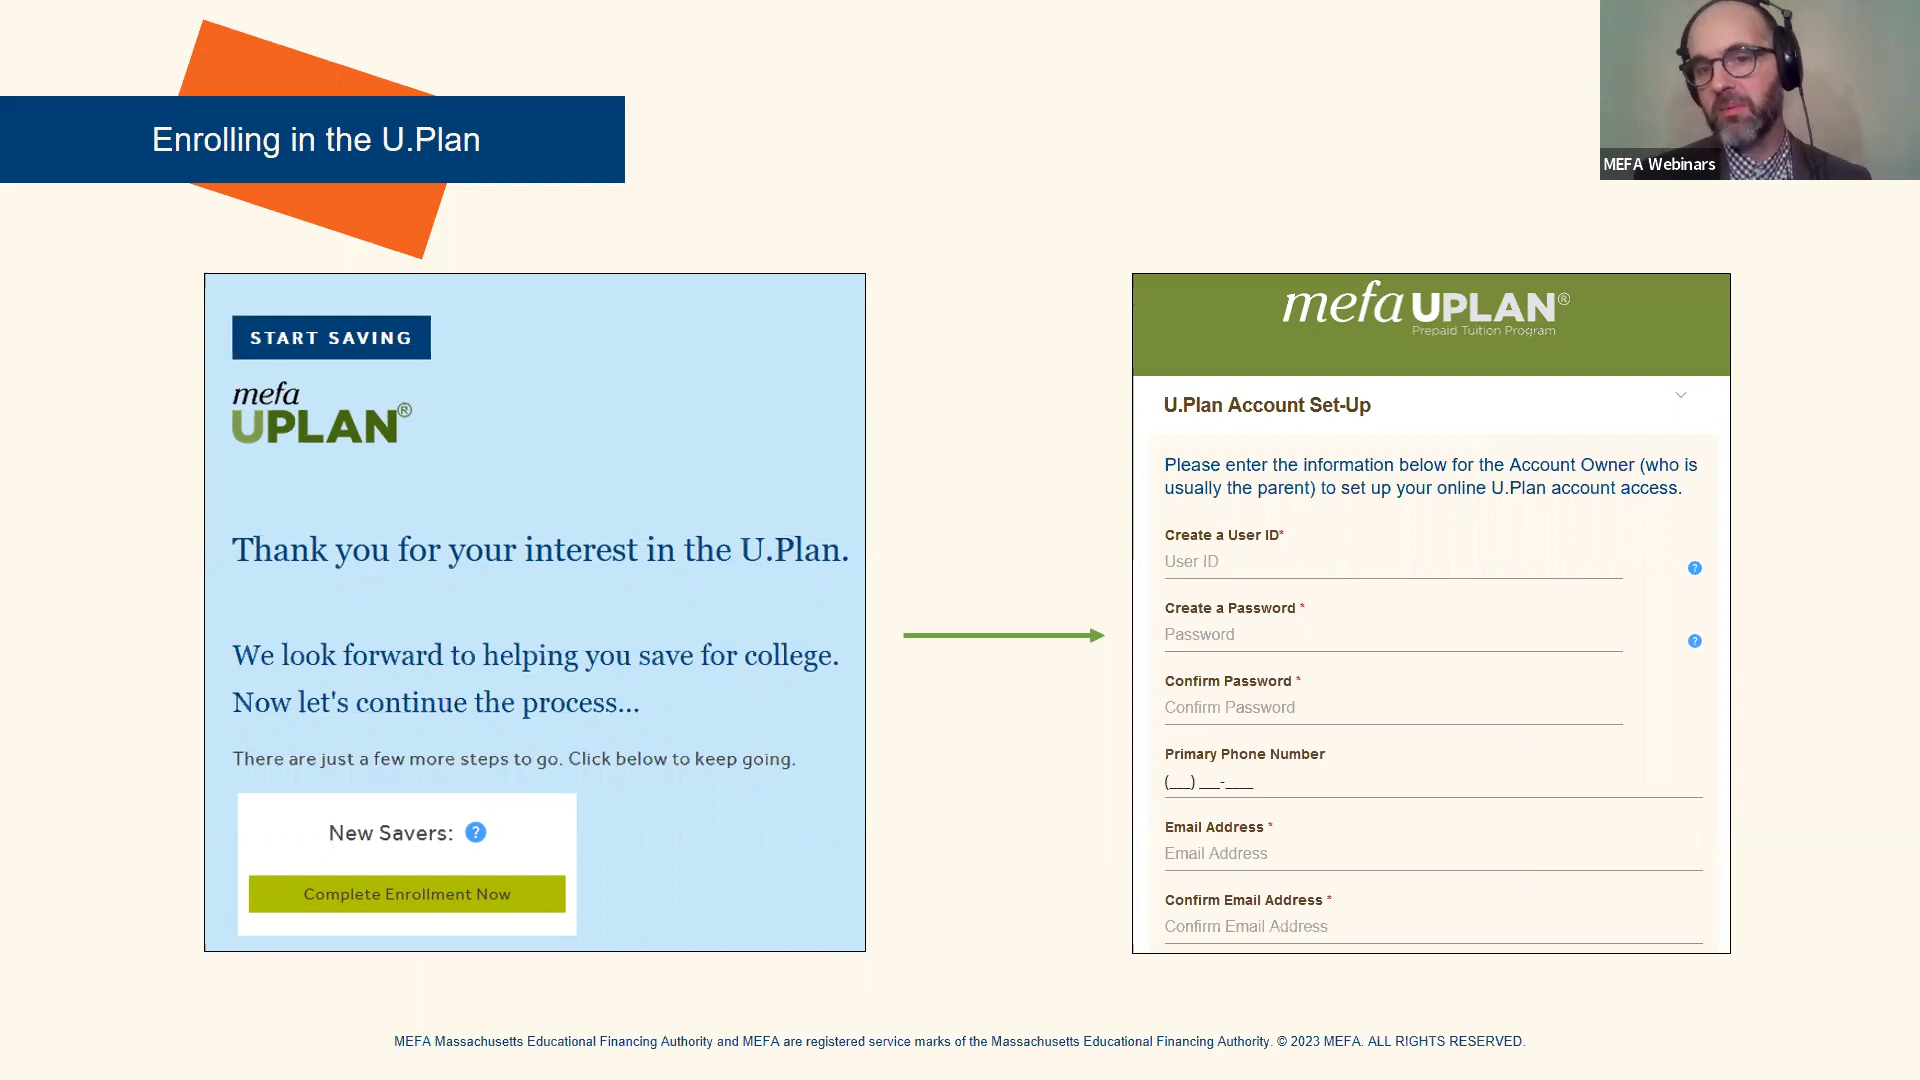 Enrolling in the U.Plan
MEFA Webinars
START SAVING
mefa
UPLAN®
Thank you for your interest in the U.Plan.
We look forward to helping you save for college.
Now let's continue the process...
There are just a few more steps to go. Click below to keep going.
New Savers: ?
Complete Enrollment Now
mefa UPLAN®
Prepaid Tuition Program
U.Plan Account Set-Up
Please enter the information below for the Account Owner (who is
usually the parent) to set up your online U.Plan account access.
Create a User ID*
User ID
?
Create a Password *
Password
?
Confirm Password *
Confirm Password
Primary Phone Number
(___) ___-____
Email Address *
Email Address
Confirm Email Address *
Confirm Email Address
MEFA Massachusetts Educational Financing Authority and MEFA are registered service marks of the Massachusetts Educational Financing Authority. © 2023 MEFA. ALL RIGHTS RESERVED.